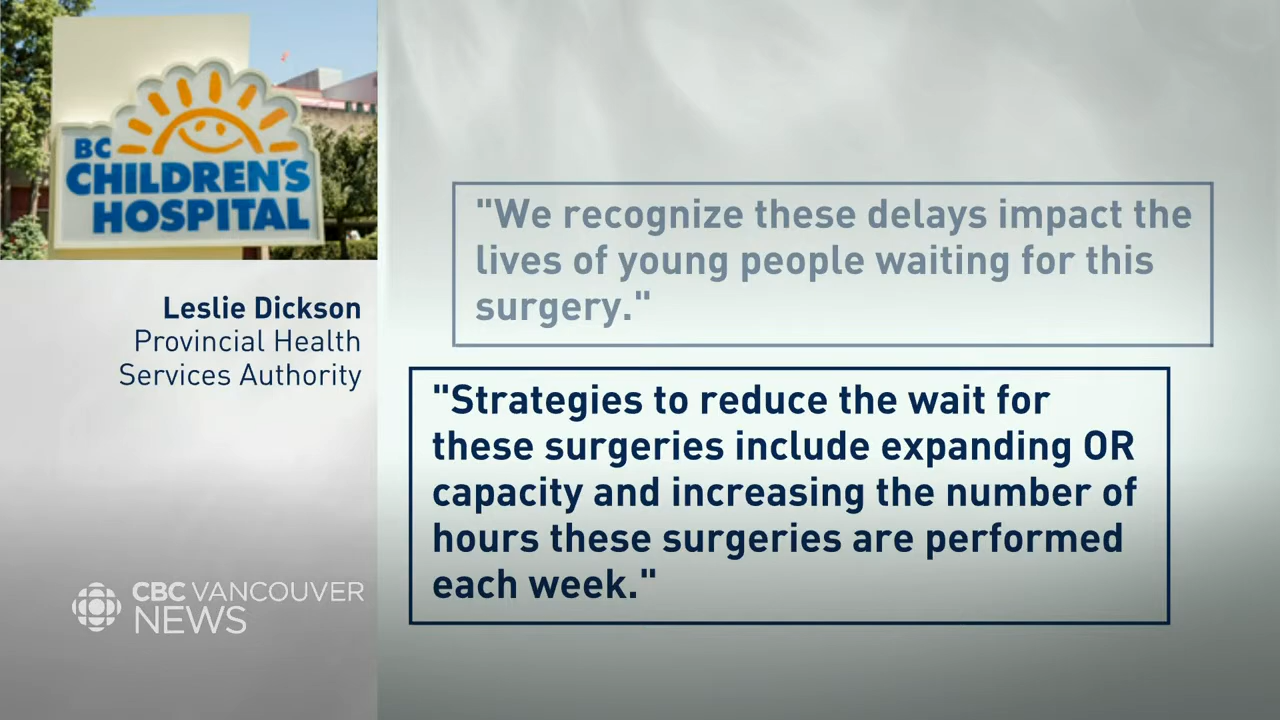 BC
CHILDREN'S
HOSPITAL
Leslie Dickson
Provincial Health
Services Authority
"We recognize these delays impact the
lives of young people waiting for this
surgery."
"Strategies to reduce the wait for
these surgeries include expanding OR
capacity and increasing the number of
hours these surgeries are performed
each week."
CBC VANCOUVER
NEWS